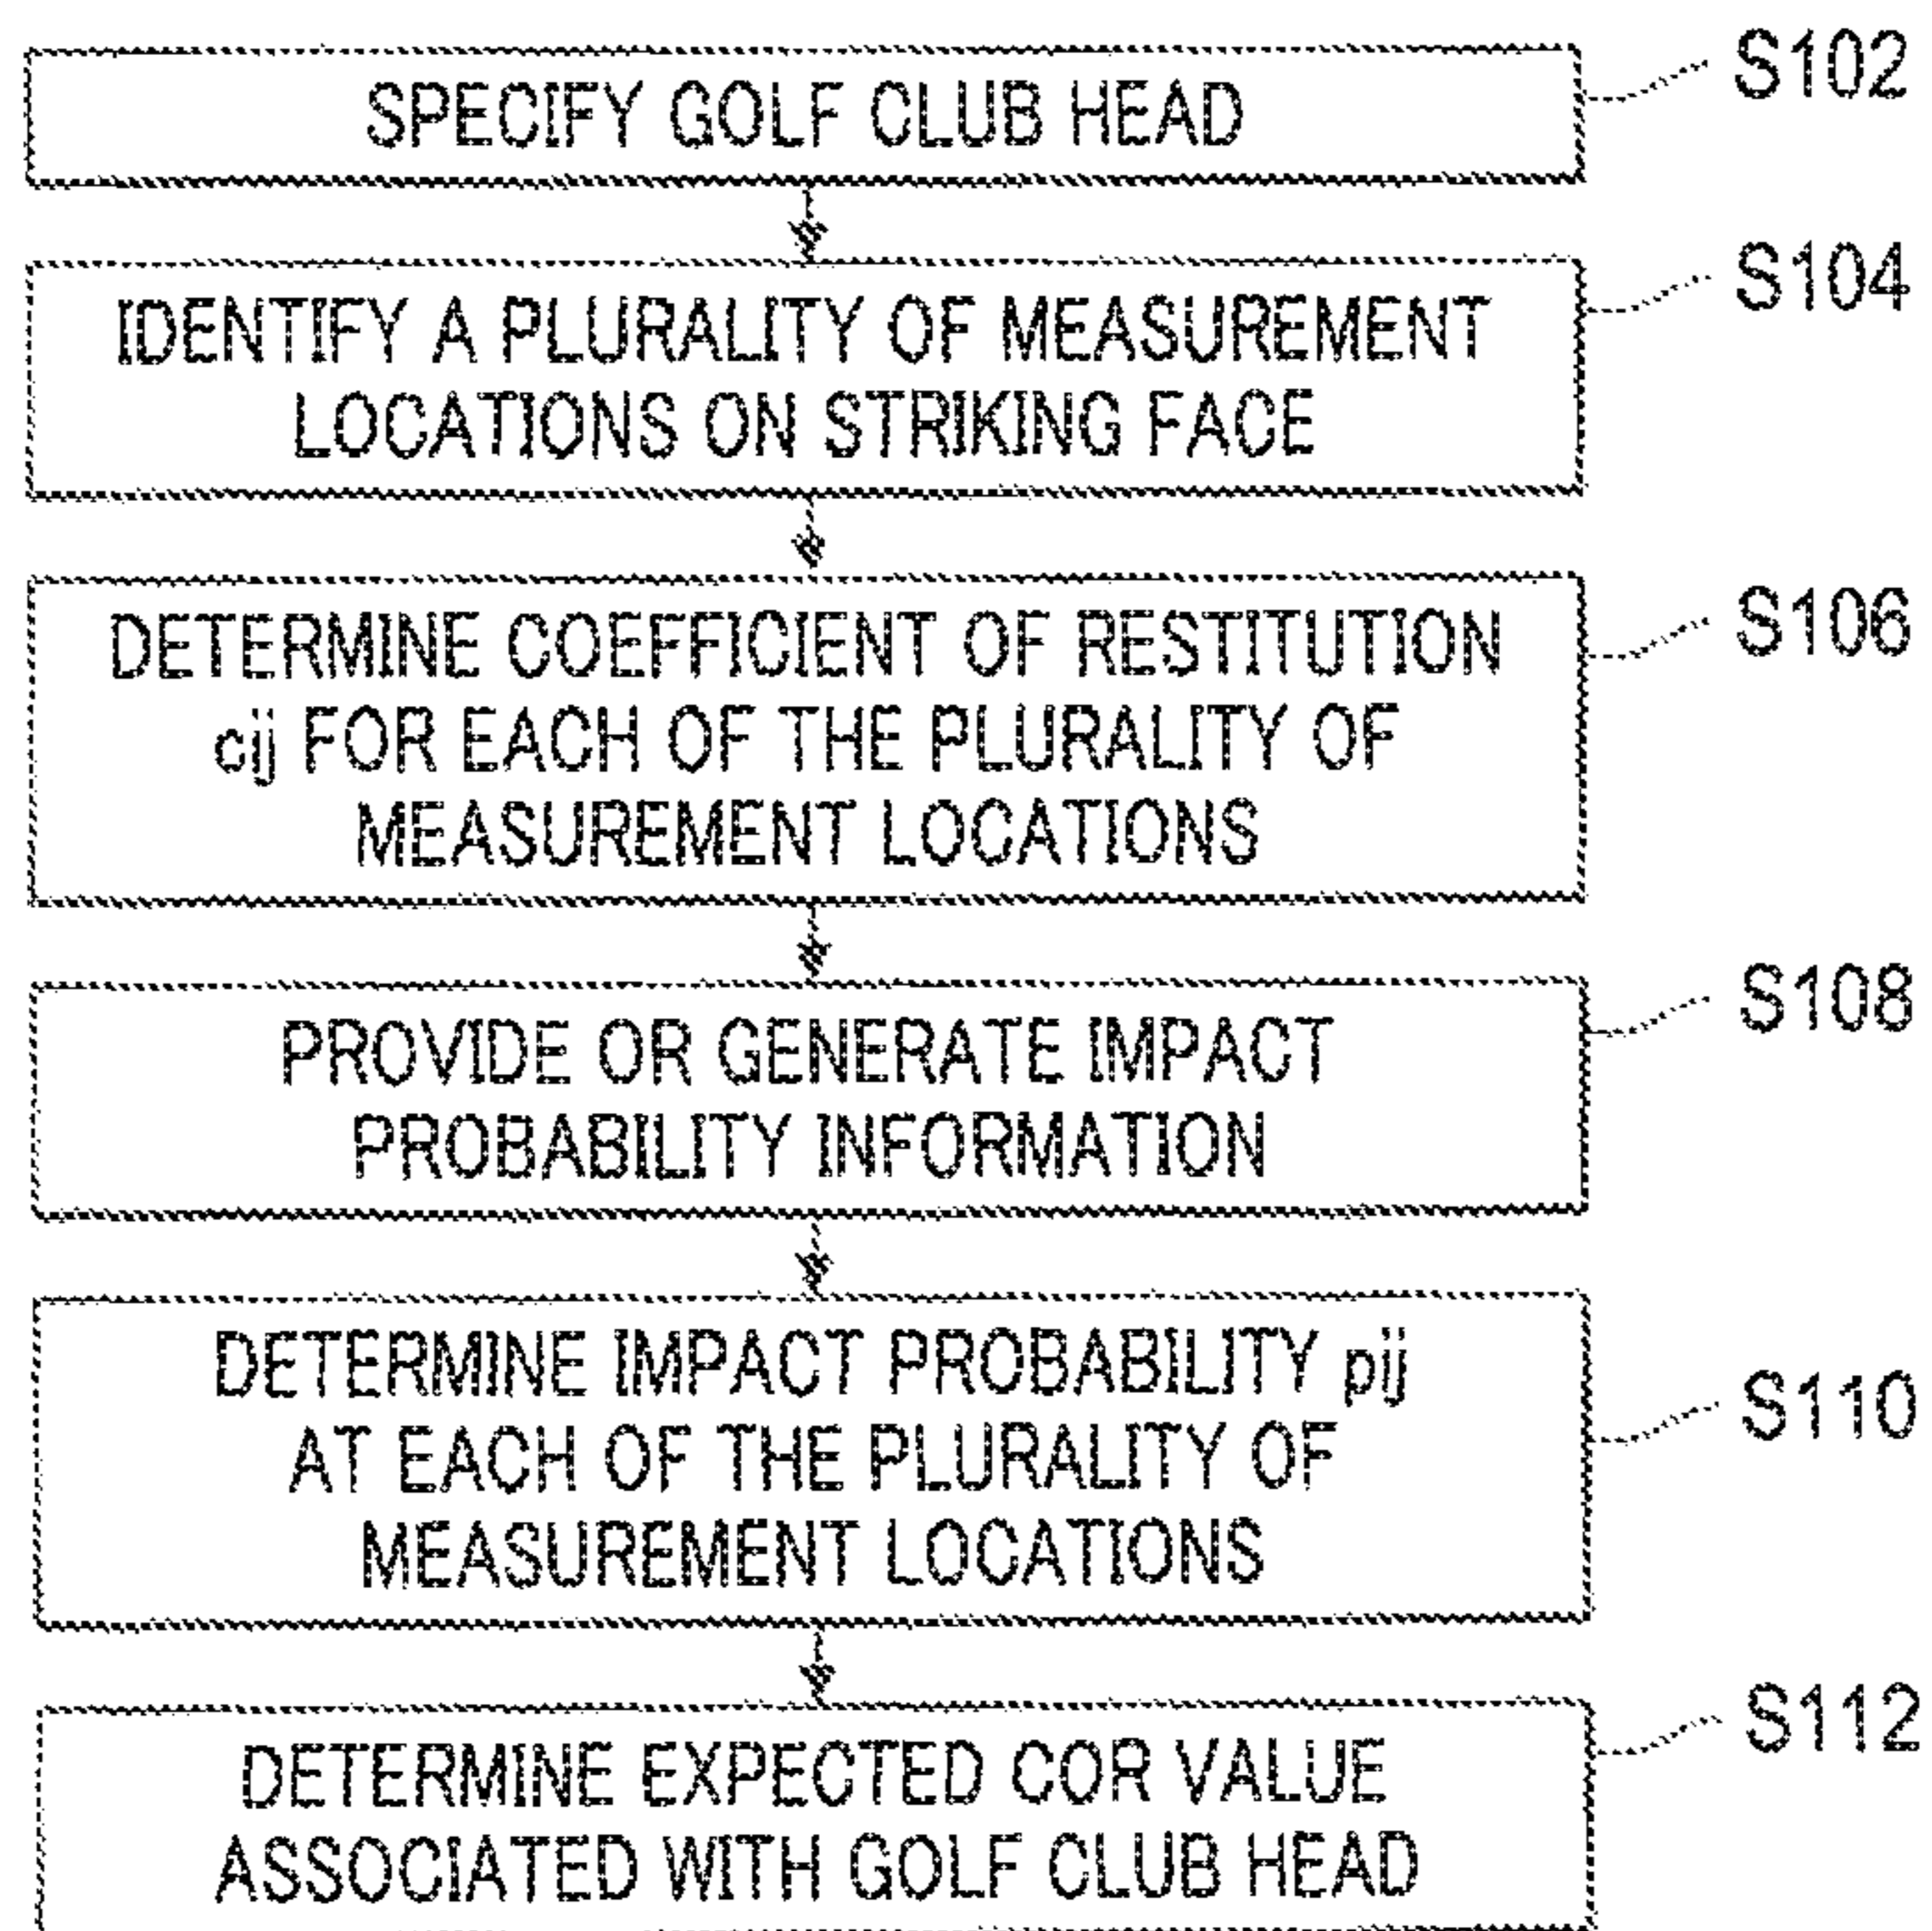 SPECIFY GOLF CLUB HEAD
S102
IDENTIFY A PLURALITY OF MEASUREMENT
LOCATIONS ON STRIKING FACE
S104
DETERMINE COEFFICIENT OF RESTITUTION
cij FOR EACH OF THE PLURALITY OF
MEASUREMENT LOCATIONS
S106
PROVIDE OR GENERATE IMPACT
PROBABILITY INFORMATION
S108
DETERMINE IMPACT PROBABILITY pij
AT EACH OF THE PLURALITY OF
MEASUREMENT LOCATIONS
S110
DETERMINE EXPECTED COR VALUE
ASSOCIATED WITH GOLF CLUB HEAD
S112